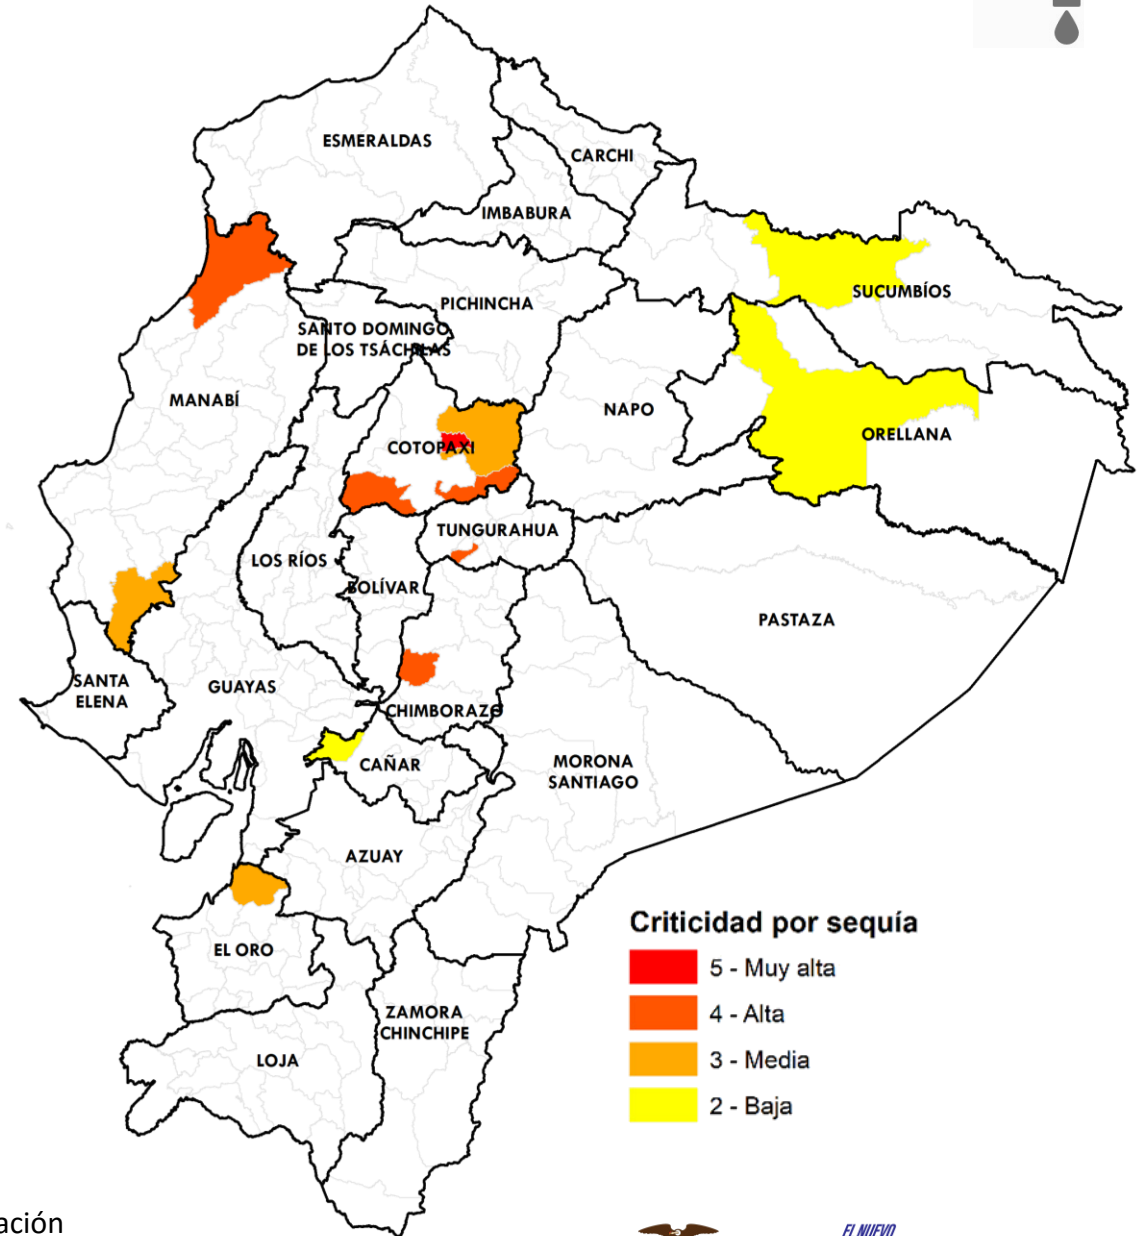 ESMERALDAS
CARCHI
IMBABURA
SUCUMBÍOS
PICHINCHA
SANTO DOMINGO
DE LOS TSÁCHILAS
MANABÍ
NAPO
COTOPAXI
ORELLANA
TUNGURAHUA
LOS RÍOS
BOLÍVAR
PASTAZA
SANTA
ELENA
GUAYAS
CHIMBORAZO
CAÑAR
MORONA
SANTIAGO
AZUAY
EL ORO
ZAMORA
CHINCHIPE
LOJA
Criticidad por sequía
5 - Muy alta
4 - Alta
3 - Media
2 - Baja
ación
EL NUEVO